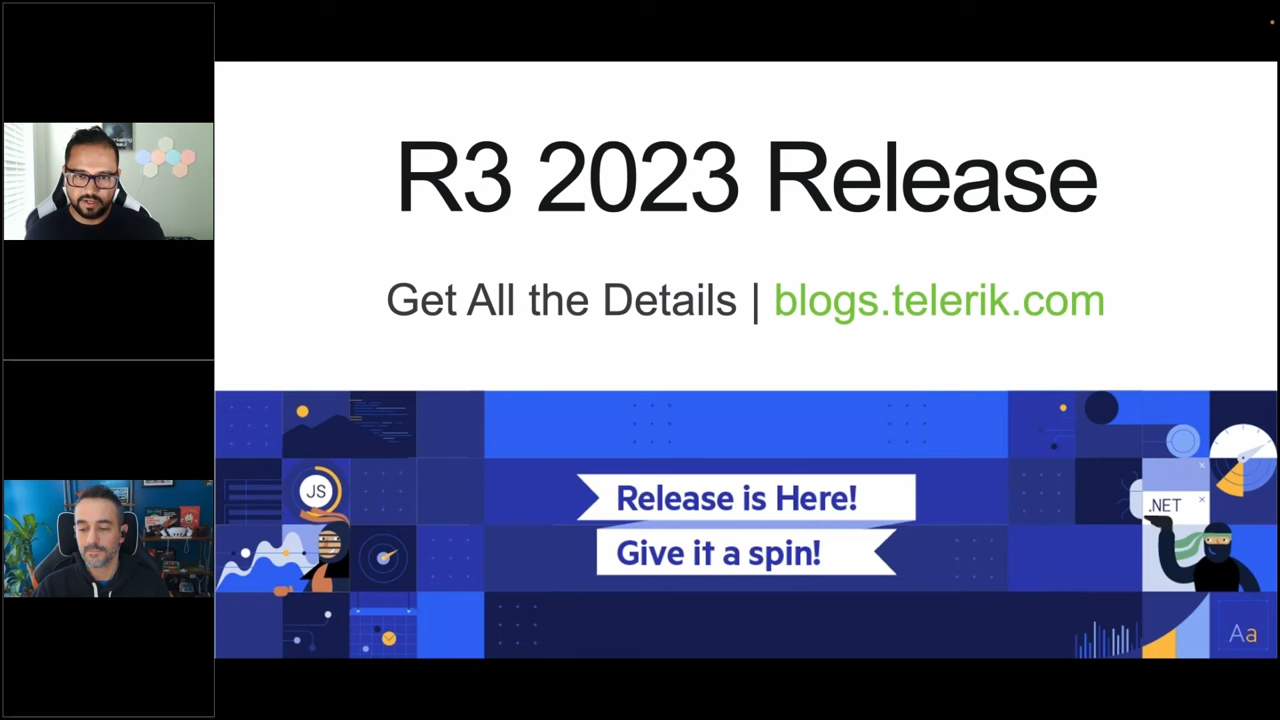 R3 2023 Release
Get All the Details | blogs.telerik.com
JS
Release is Here!
.NET
Give it a spin!
Aa